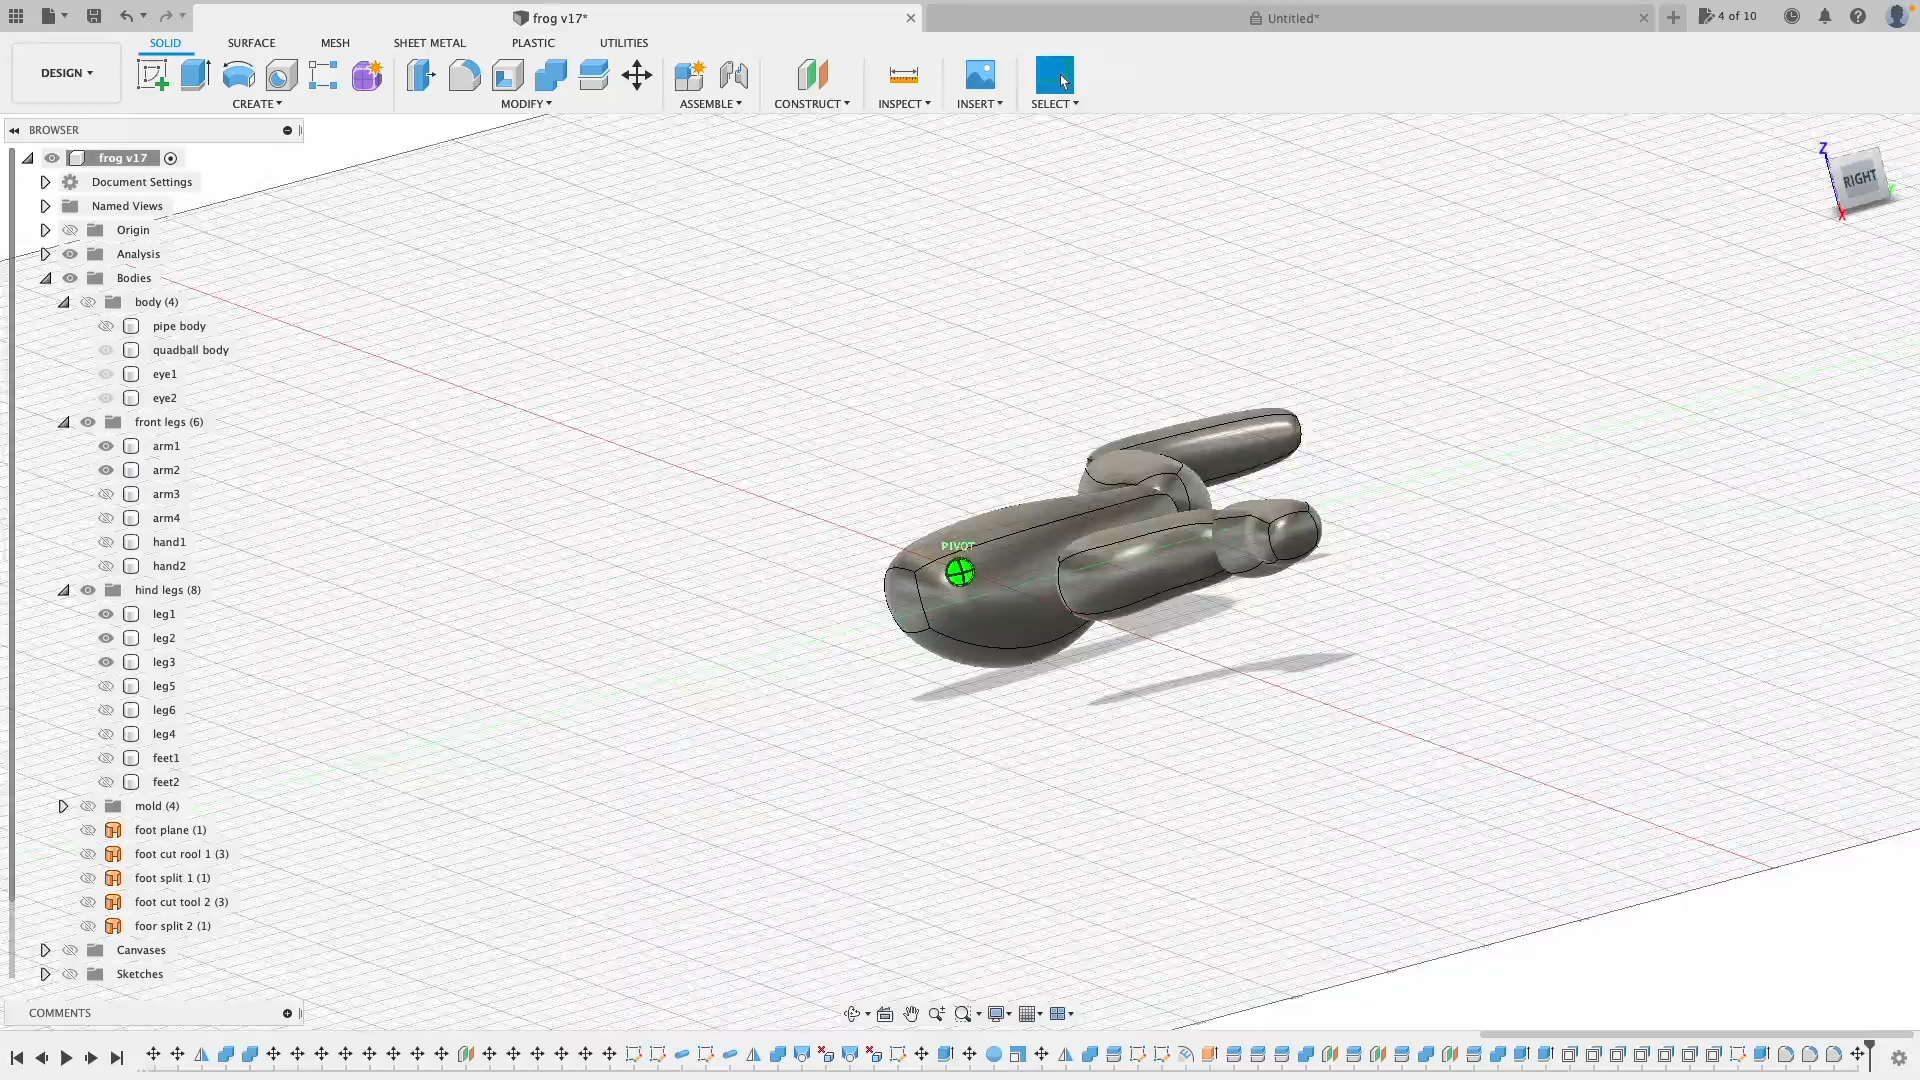 frog v17*
Untitled*
4 of 10
SOLID
SURFACE
MESH
SHEET METAL
PLASTIC
UTILITIES
DESIGN
CREATE
MODIFY
ASSEMBLE
CONSTRUCT
INSPECT
INSERT
SELECT
BROWSER
frog v17
Document Settings
Named Views
Origin
Analysis
Bodies
body (4)
pipe body
quadball body
eye1
eye2
front legs (6)
arm1
arm2
arm3
arm4
hand1
hand2
hind legs (8)
leg1
leg2
leg3
leg5
leg6
leg4
feet1
feet2
mold (4)
foot plane (1)
foot cut rool 1 (3)
foot split 1 (1)
foot cut tool 2 (3)
foor split 2 (1)
Canvases
Sketches
COMMENTS
PIVOT
Z
RIGHT
Y
X